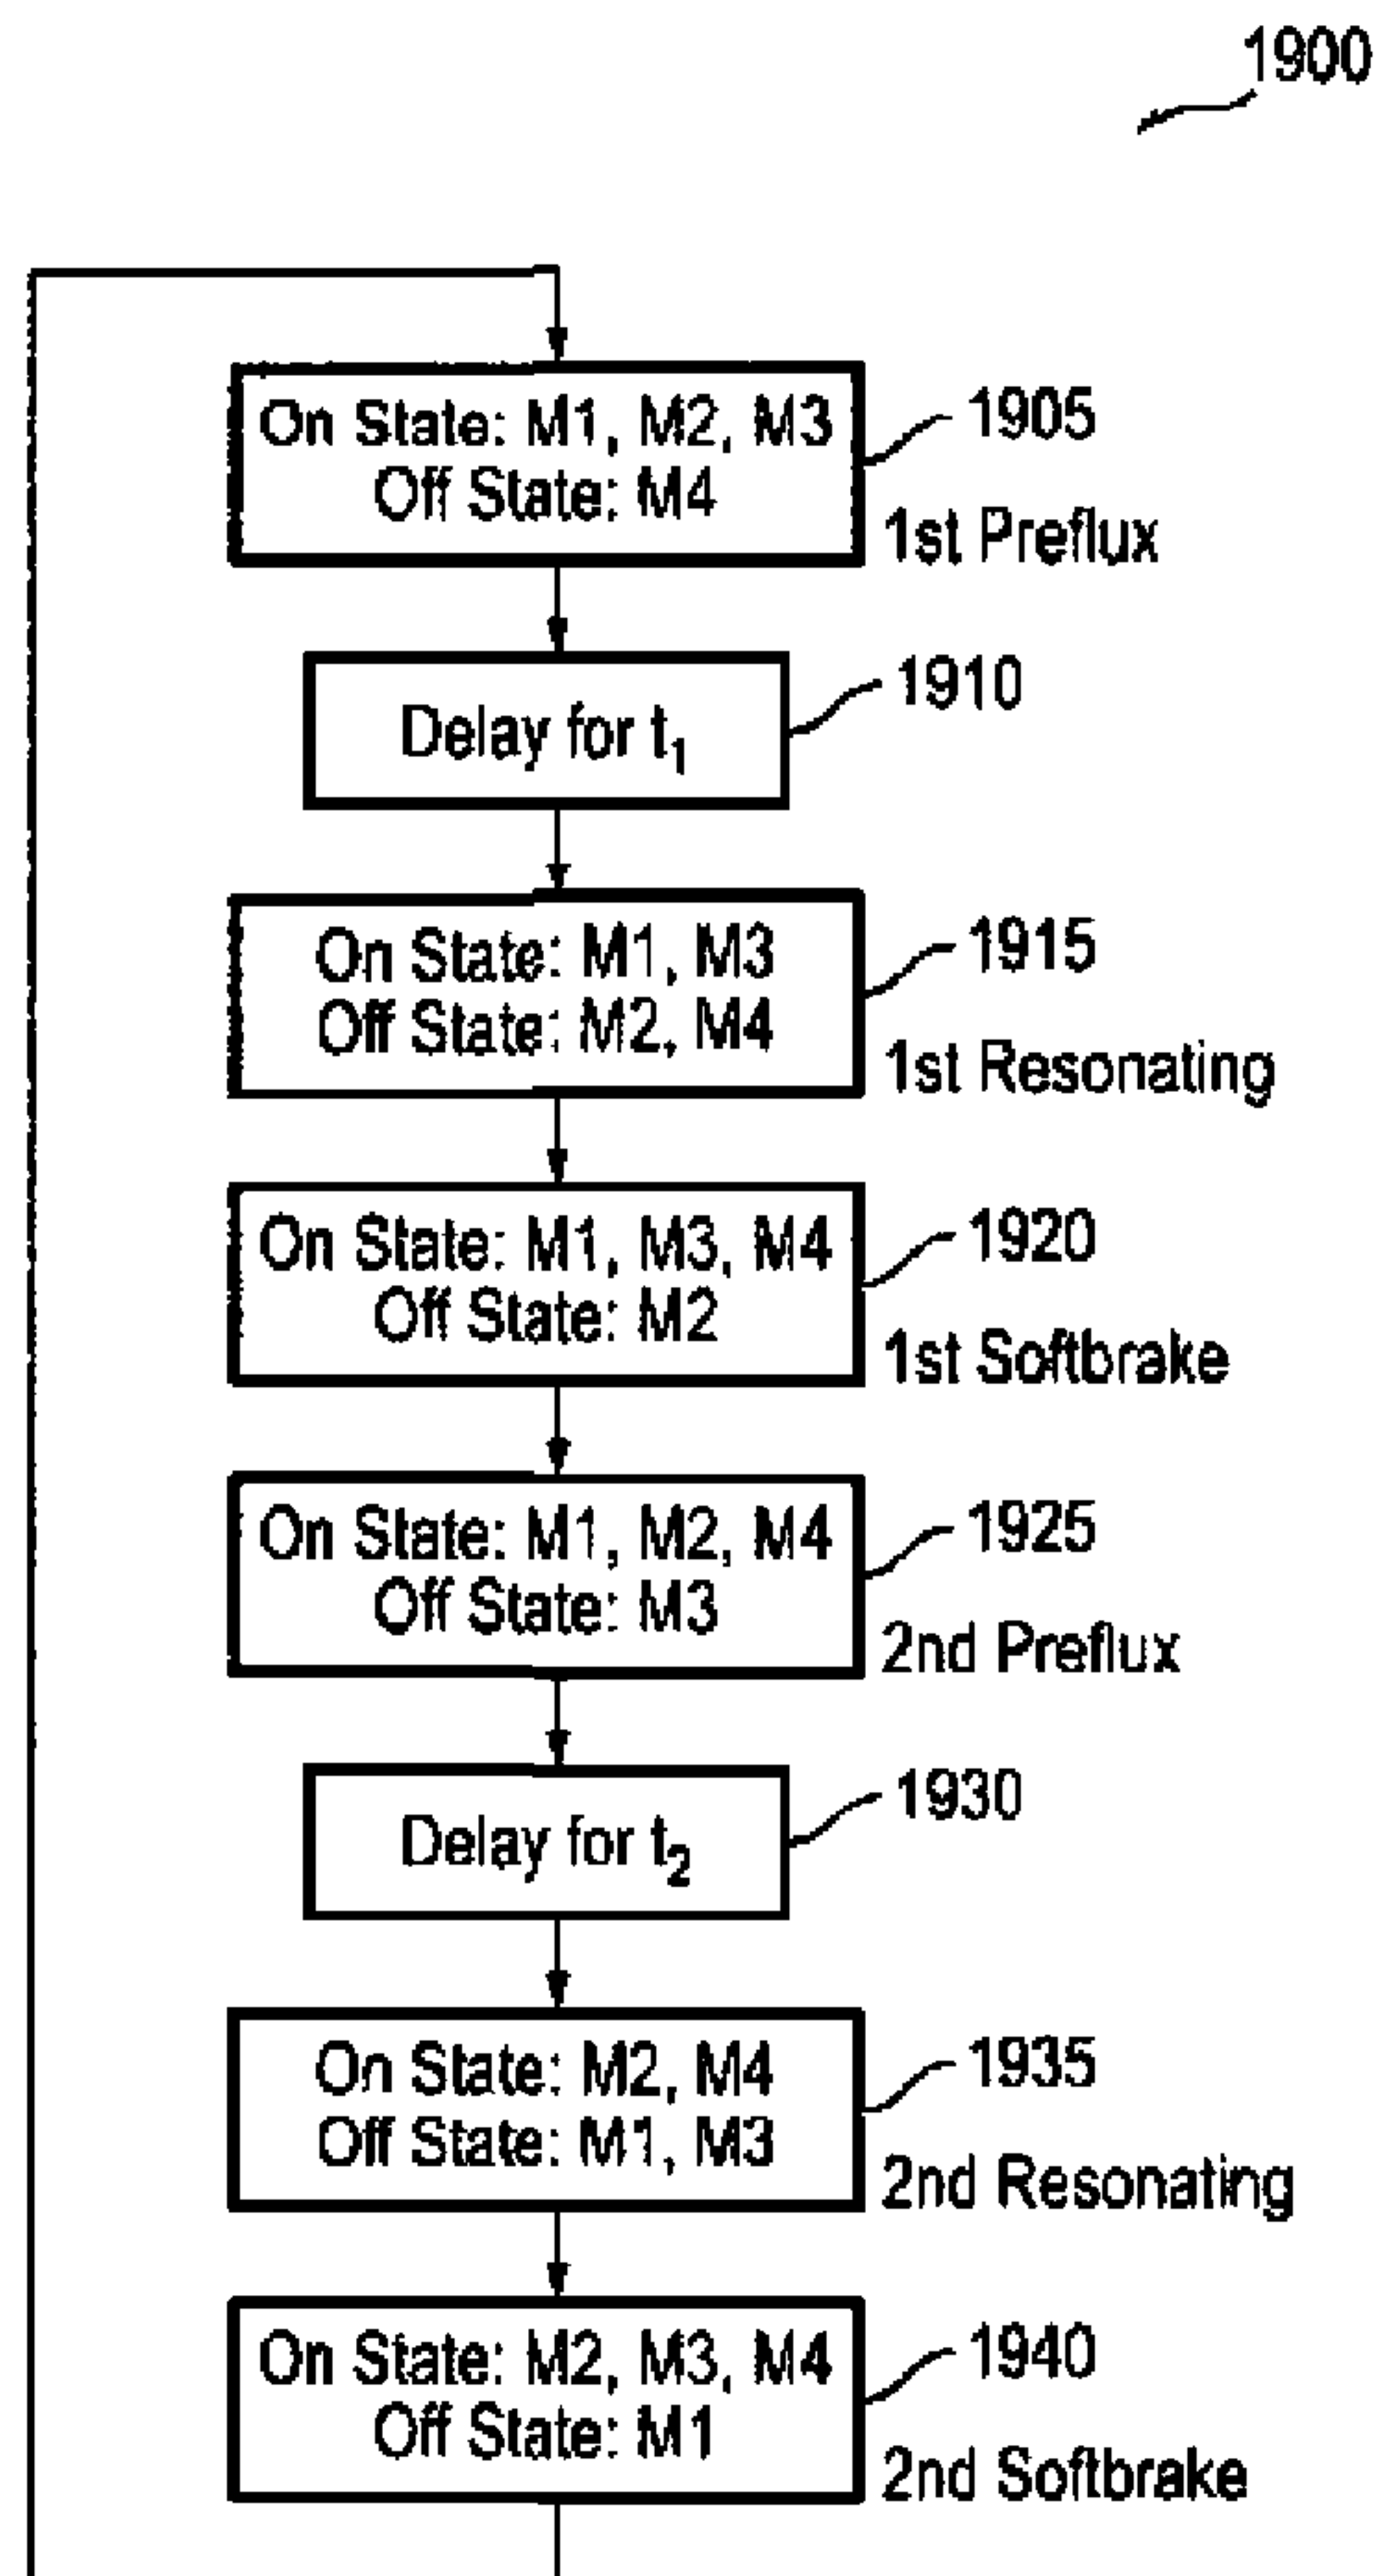 1900
On State: M1, M2, M3
Off State: M4
1905
1st Preflux
Delay for t₁
1910
On State: M1, M3
Off State: M2, M4
1915
1st Resonating
On State: M1, M3, M4
Off State: M2
1920
1st Softbrake
On State: M1, M2, M4
Off State: M3
1925
2nd Preflux
Delay for t₂
1930
On State: M2, M4
Off State: M1, M3
1935
2nd Resonating
On State: M2, M3, M4
Off State: M1
1940
2nd Softbrake